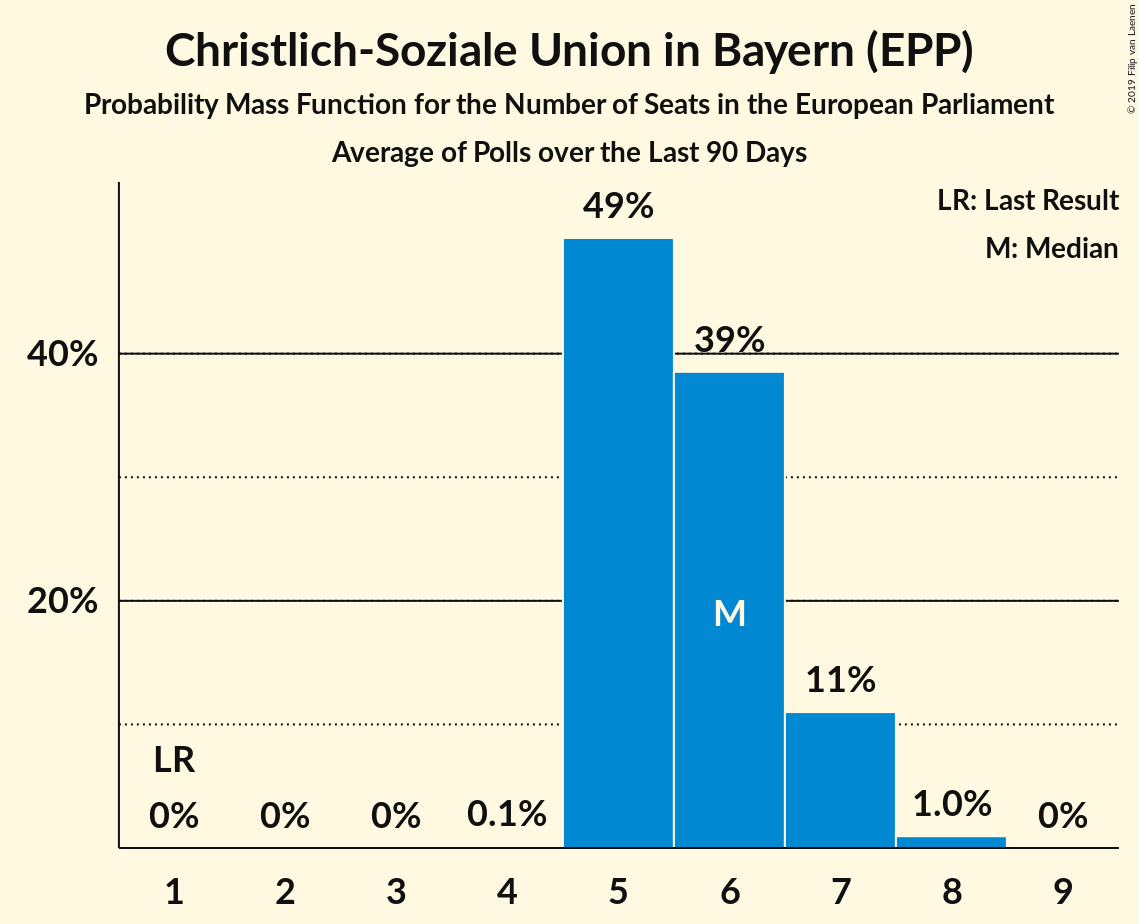 Christlich-Soziale Union in Bayern (EPP)
Probability Mass Function for the Number of Seats in the European Parliament
Average of Polls over the Last 90 Days
© 2019 Filip van Laenen
LR: Last Result
M: Median
49%
39%
40%
20%
M
11%
LR
0% 0% 0% 0.1% 1.0% 0%
1 2 3 4 5 6 7 8 9